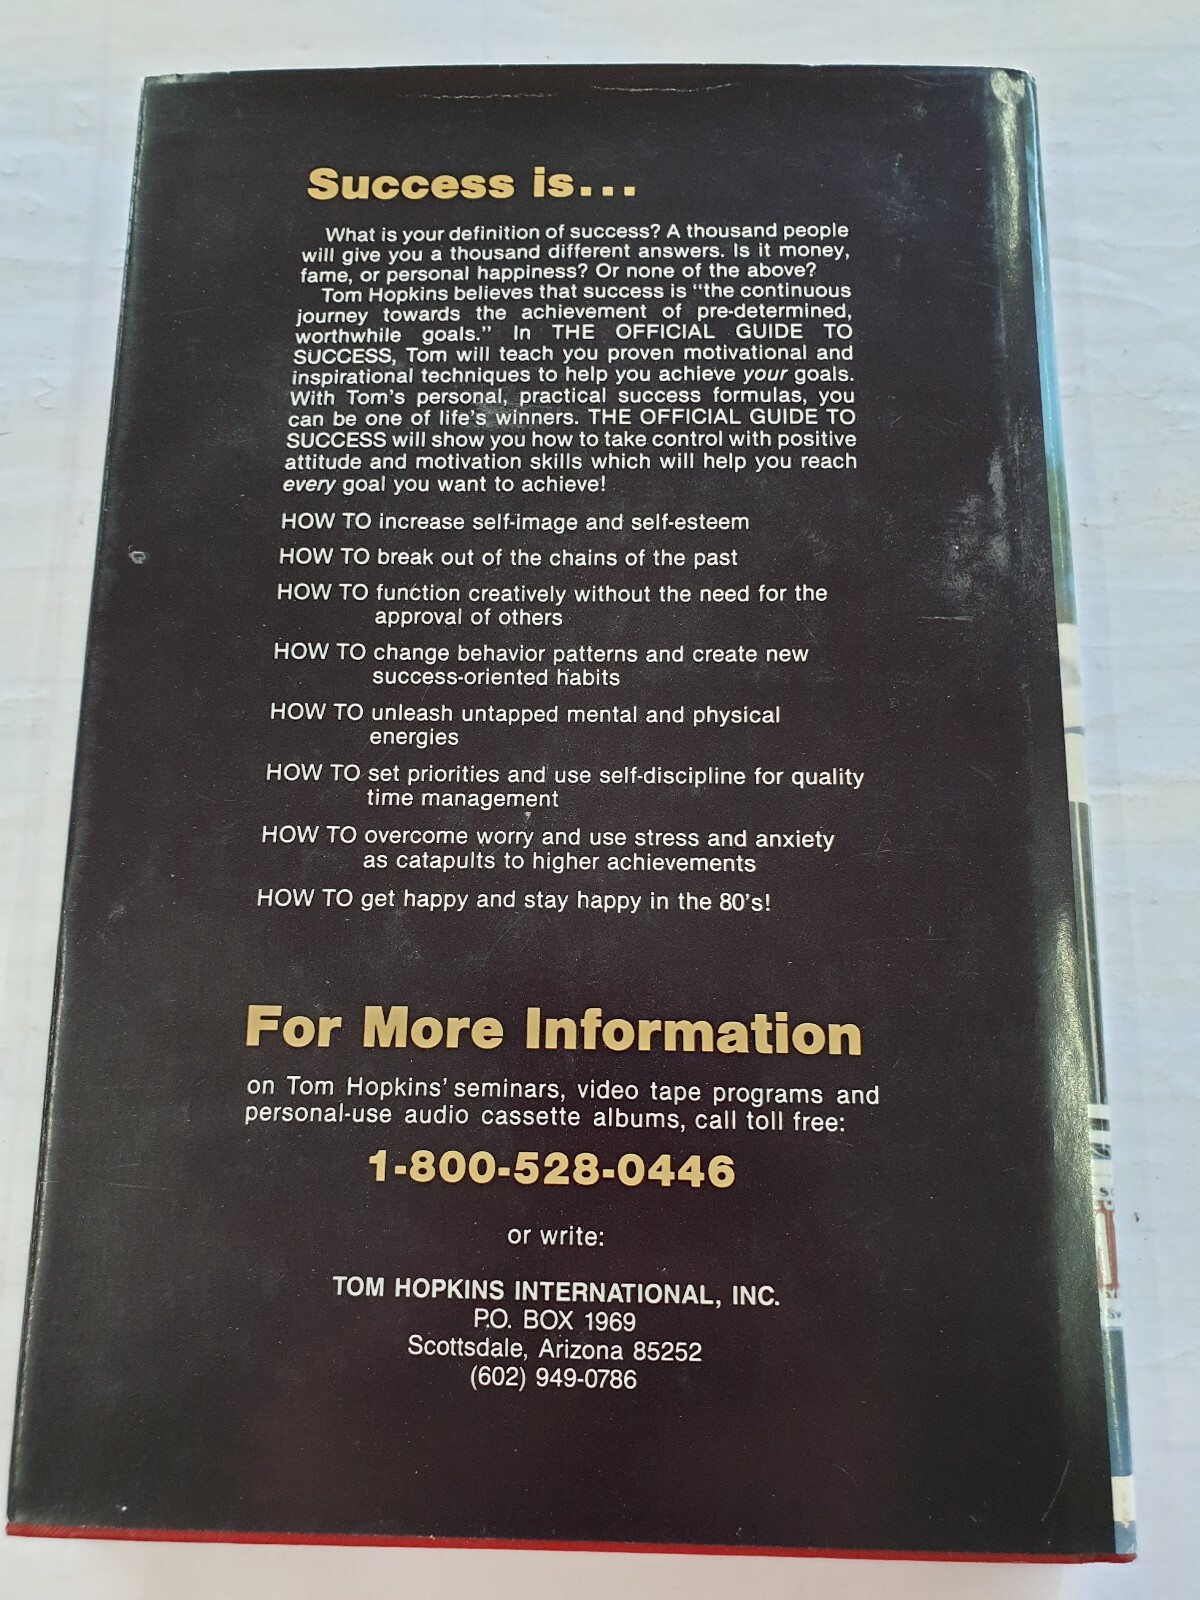 Success is...
What is your definition of success? A thousand people
will give you a thousand different answers. Is it money,
fame, or personal happiness? Or none of the above?
Tom Hopkins believes that success is "the continuous
journey towards the achievement of pre-determined,
worthwhile goals." In THE OFFICIAL GUIDE TO
SUCCESS, Tom will teach you proven motivational and
inspirational techniques to help you achieve your goals.
With Tom's personal, practical success formulas, you
can be one of life's winners. THE OFFICIAL GUIDE TO
SUCCESS will show you how to take control with positive
attitude and motivation skills which will help you reach
every goal you want to achieve!
HOW TO increase self-image and self-esteem
HOW TO break out of the chains of the past
HOW TO function creatively without the need for the
approval of others
HOW TO change behavior patterns and create new
success-oriented habits
HOW TO unleash untapped mental and physical
energies
HOW TO set priorities and use self-discipline for quality
time management
HOW TO overcome worry and use stress and anxiety
as catapults to higher achievements
HOW TO get happy and stay happy in the 80's!
For More Information
on Tom Hopkins' seminars, video tape programs and
personal-use audio cassette albums, call toll free:
1-800-528-0446
or write:
TOM HOPKINS INTERNATIONAL, INC.
P.O. BOX 1969
Scottsdale, Arizona 85252
(602) 949-0786